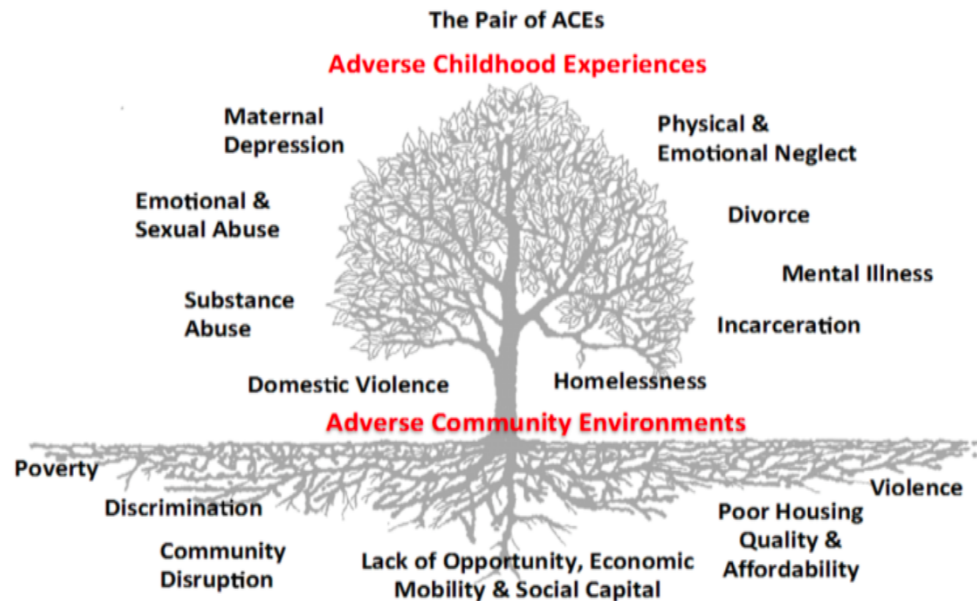 The Pair of ACEs
Adverse Childhood Experiences
Maternal
Depression
Physical &
Emotional Neglect
Emotional &
Sexual Abuse
Divorce
Mental Illness
Substance
Abuse
Incarceration
Domestic Violence
Homelessness
Adverse Community Environments
Poverty
Discrimination
Violence
Community
Disruption
Lack of Opportunity, Economic
Mobility & Social Capital
Poor Housing
Quality &
Affordability